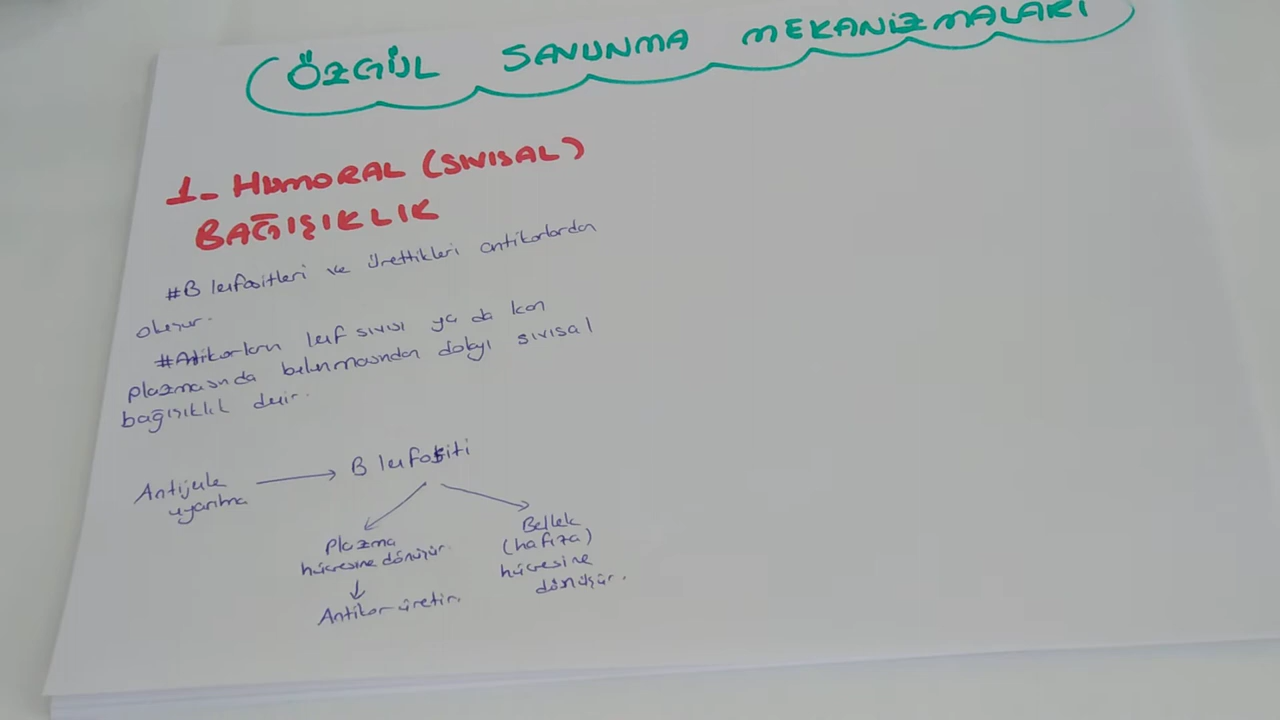 ÖZGÜL SAVUNMA MEKANİZMALARI
1- HUMORAL (SIVISAL)
BAĞIŞIKLIK
#B lenfositleri ve ürettikleri antikorlardan
oluşur.
#Antikorların lenf sıvısı ya da kan
plazmasında bulunmasından dolayı sıvısal
bağışıklık denir.
Antijenle
uyarılma
B lenfositi
Plazma
hücresine dönüşür.
Antikor üretir.
Bellek
(hafıza)
hücresine
dönüşür.